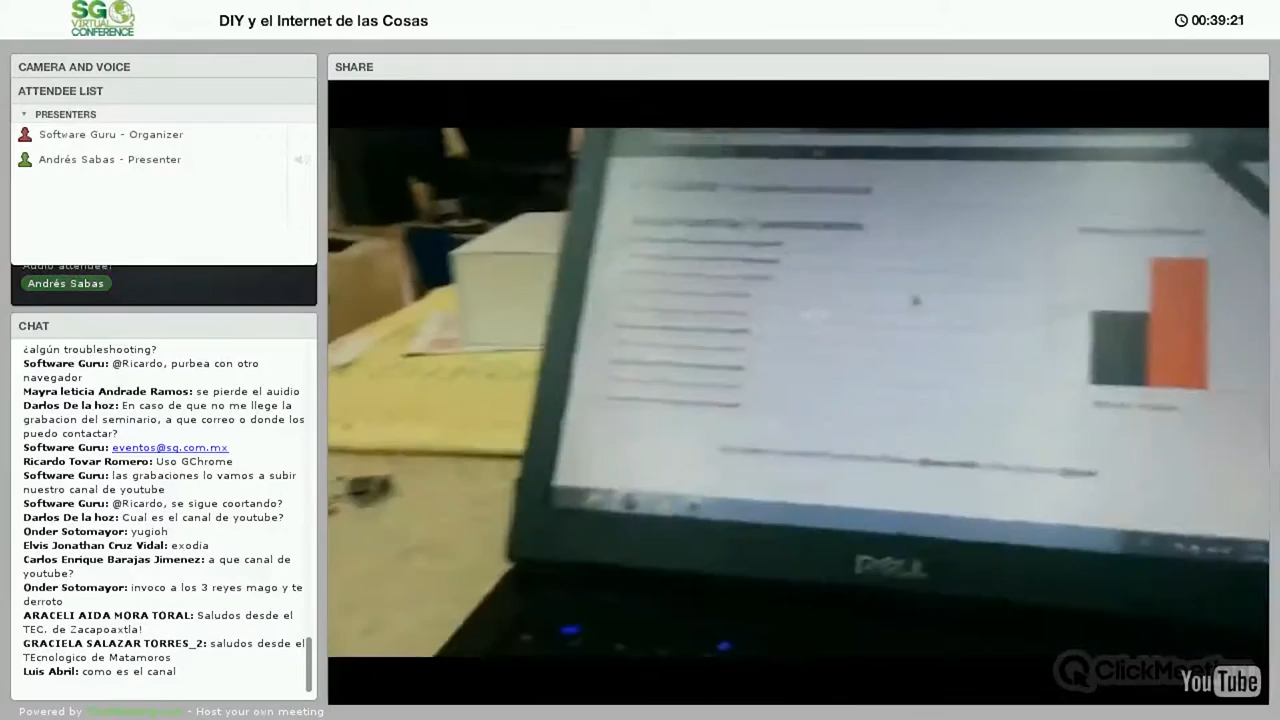 SG
VIRTUAL
CONFERENCE
DIY y el Internet de las Cosas
00:39:21
CAMERA AND VOICE
ATTENDEE LIST
PRESENTERS
Software Guru - Organizer
Andrés Sabas - Presenter
Audio attendee:
Andrés Sabas
CHAT
¿algún troubleshooting?
Software Guru: @Ricardo, purbea con otro
navegador
Mayra leticia Andrade Ramos: se pierde el auidio
Darlos De la hoz: En caso de que no me llege la
grabacion del seminario, a que correo o donde los
puedo contactar?
Software Guru: eventos@sg.com.mx
Ricardo Tovar Romero: Uso GChrome
Software Guru: las grabaciones lo vamos a subir
nuestro canal de youtube
Software Guru: @Ricardo, se sigue coortando?
Darlos De la hoz: Cual es el canal de youtube?
Onder Sotomayor: yugioh
Elvis Jonathan Cruz Vidal: exodia
Carlos Enrique Barajas Jimenez: a que canal de
youtube?
Onder Sotomayor: invoco a los 3 reyes mago y te
derroto
ARACELI AIDA MORA TORAL: Saludos desde el
TEC. de Zacapoaxtla!
GRACIELA SALAZAR TORRES_2: saludos desde el
TEcnologico de Matamoros
Luis Abril: como es el canal
SHARE
DELL
ClickMeeting
YouTube
Powered by ClickMeeting.com - Host your own meeting